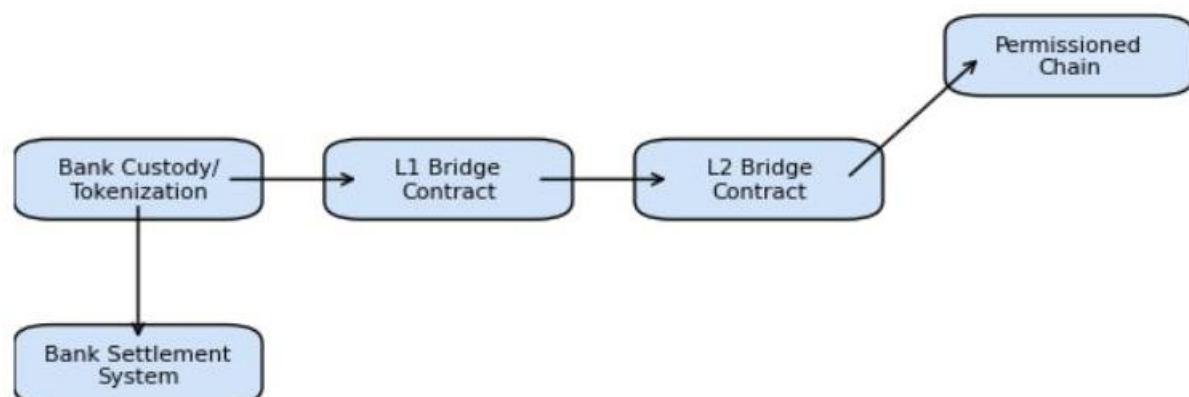 Permissioned
Chain
Bank Custody/
Tokenization
L1 Bridge
Contract
L2 Bridge
Contract
Bank Settlement
System